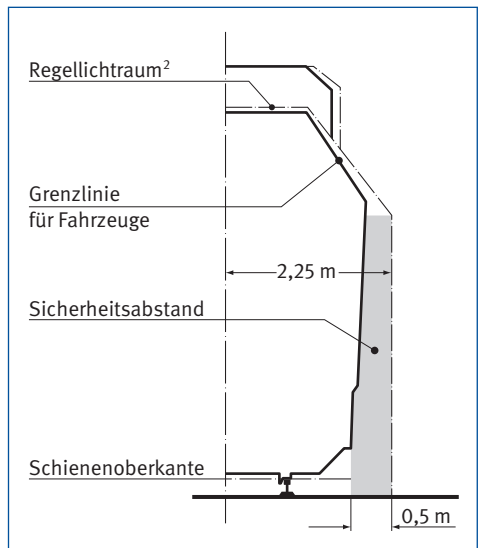 Regellichtraum²
Grenzlinie
für Fahrzeuge
2,25 m
Sicherheitsabstand
Schienenoberkante
0,5 m